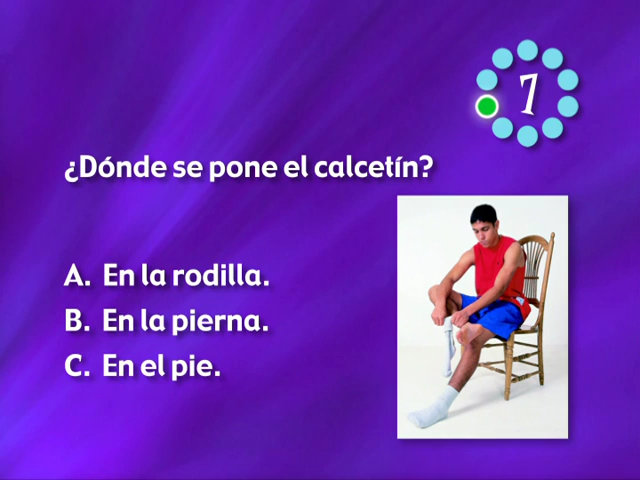 7
¿Dónde se pone el calcetín?
A. En la rodilla.
B. En la pierna.
C. En el pie.